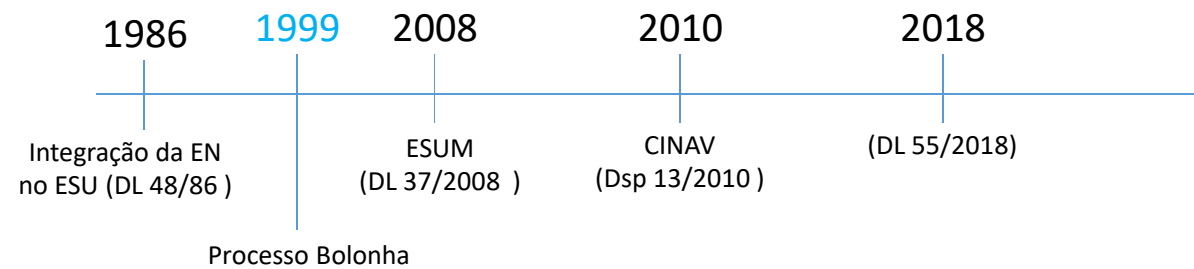 1986
1999
2008
2010
2018
Integração da EN
no ESU (DL 48/86 )
ESUM
(DL 37/2008 )
CINAV
(Dsp 13/2010 )
(DL 55/2018)
Processo Bolonha